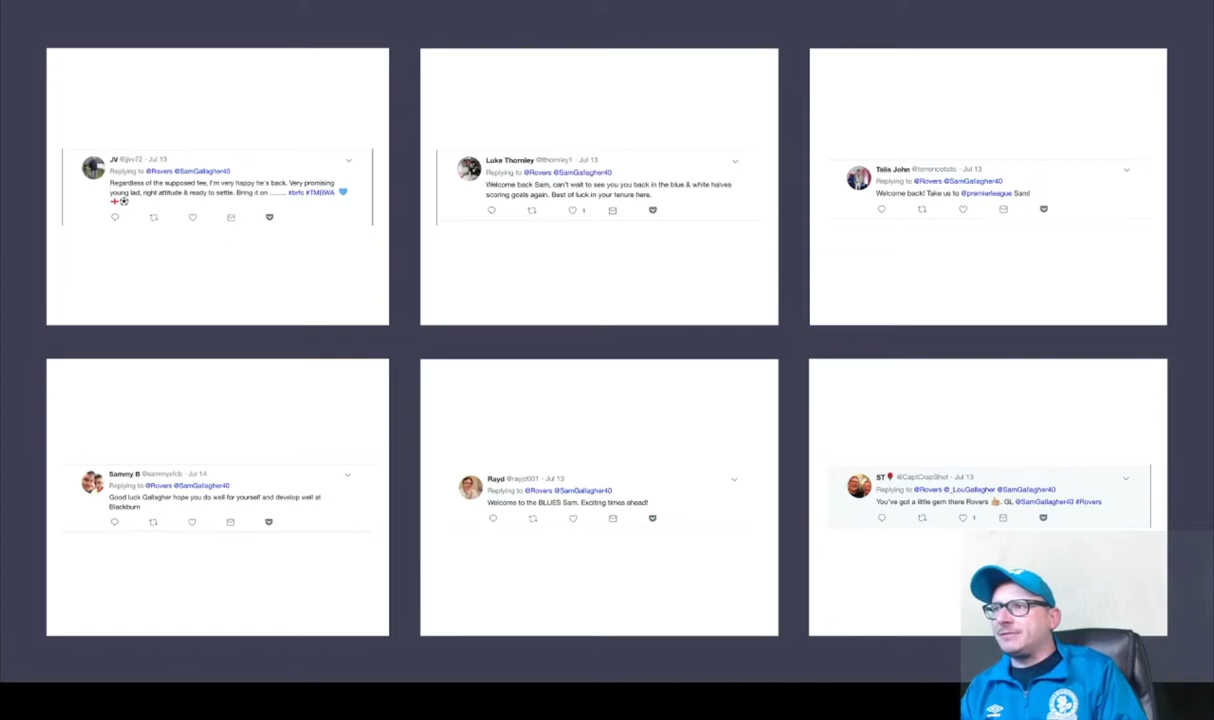 JV @jjvv72 · Jul 13
Replying to @Rovers @SamGallagher40
Regardless of the supposed fee, I'm very happy he's back. Very promising
young lad, right attitude & ready to settle. Bring it on ......... #brfc #TMBWA
Luke Thornley @lthornley1 · Jul 13
Replying to @Rovers @SamGallagher40
Welcome back Sam, can't wait to see you you back in the blue & white halves
scoring goals again. Best of luck in your tenure here.
1
Talis John @terrencetalis · Jul 13
Replying to @Rovers @SamGallagher40
Welcome back! Take us to @premierleague Sam!
Sammy B @sammysfcb · Jul 14
Replying to @Rovers @SamGallagher40
Good luck Gallagher hope you do well for yourself and develop well at
Blackburn
Rayd @rayd001 · Jul 13
Replying to @Rovers @SamGallagher40
Welcome to the BLUES Sam. Exciting times ahead!
ST @CaptCrapShot · Jul 13
Replying to @Rovers @_LouGallagher @SamGallagher40
You've got a little gem there Rovers . GL @SamGallagher40 #Rovers
1